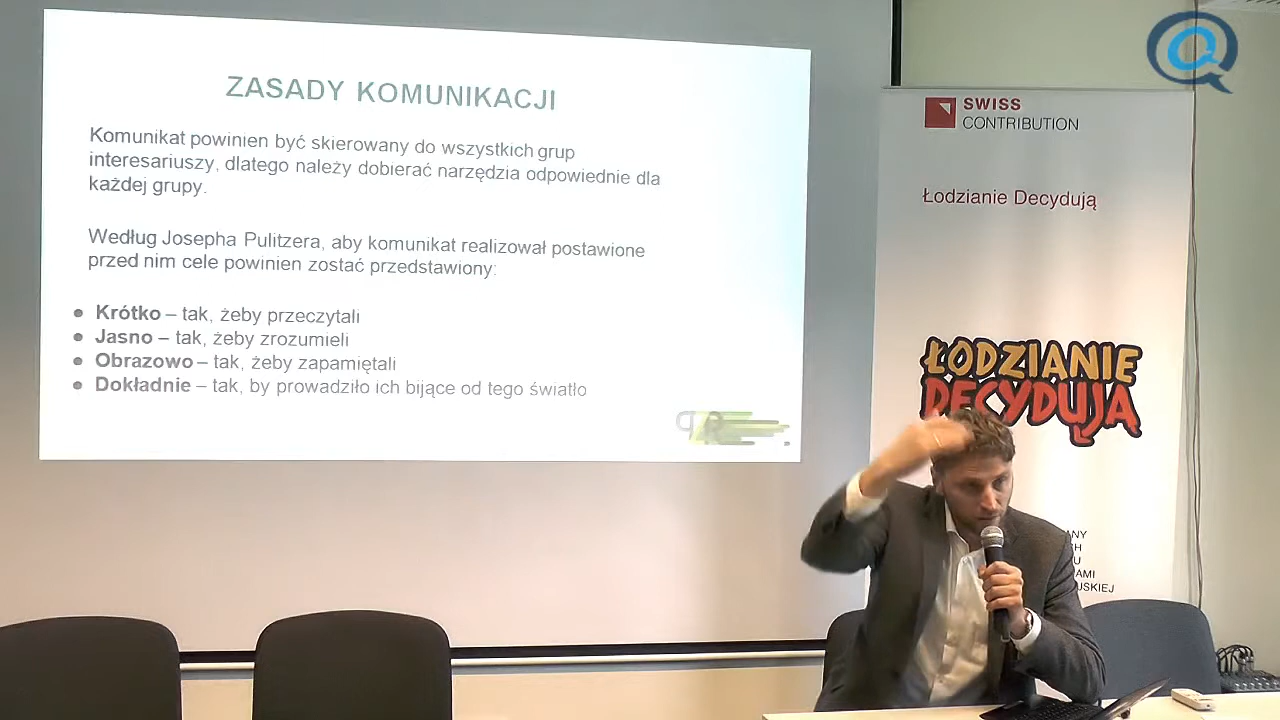 ZASADY KOMUNIKACJI
Komunikat powinien być skierowany do wszystkich grup
interesariuszy, dlatego należy dobierać narzędzia odpowiednie dla
każdej grupy.
Według Josepha Pulitzera, aby komunikat realizował postawione
przed nim cele powinien zostać przedstawiony:
Krótko – tak, żeby przeczytali
Jasno – tak, żeby zrozumieli
Obrazowo – tak, żeby zapamiętali
Dokładnie – tak, by prowadziło ich bijące od tego światło
SWISS
CONTRIBUTION
Łodzianie Decydują
ŁODZIANIE
DECYDUJĄ